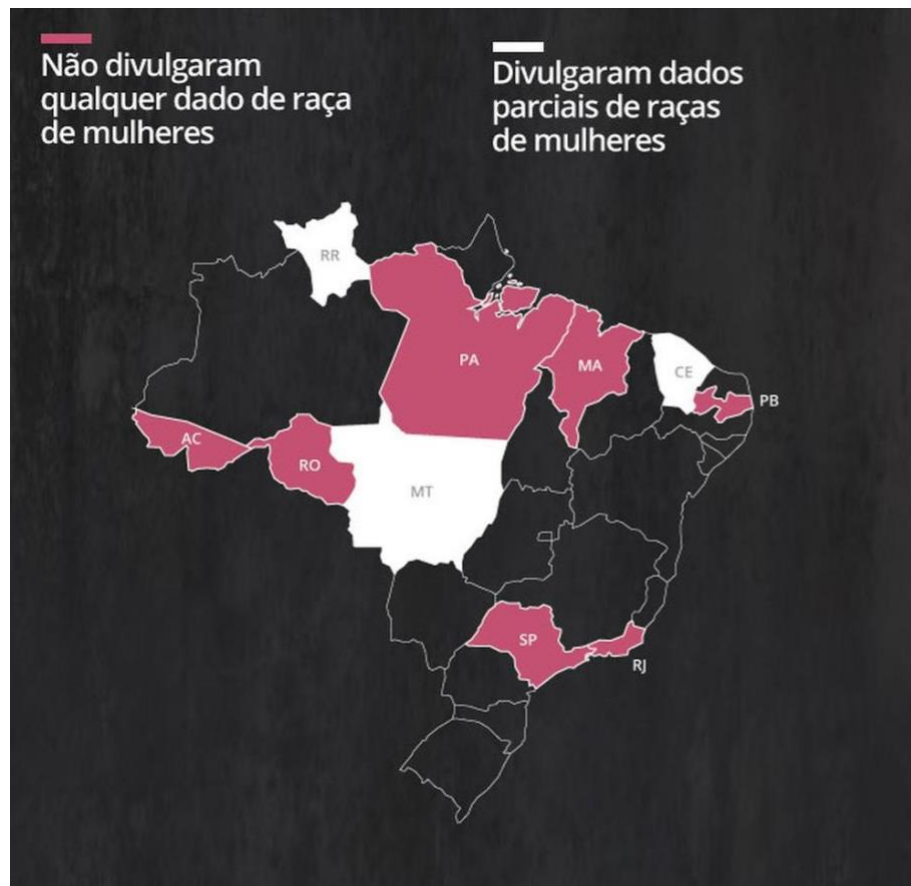 Não divulgaram
qualquer dado de raça
de mulheres
Divulgaram dados
parciais de raças
de mulheres
RR
PA
MA
CE
PB
AC
RO
MT
SP
RJ